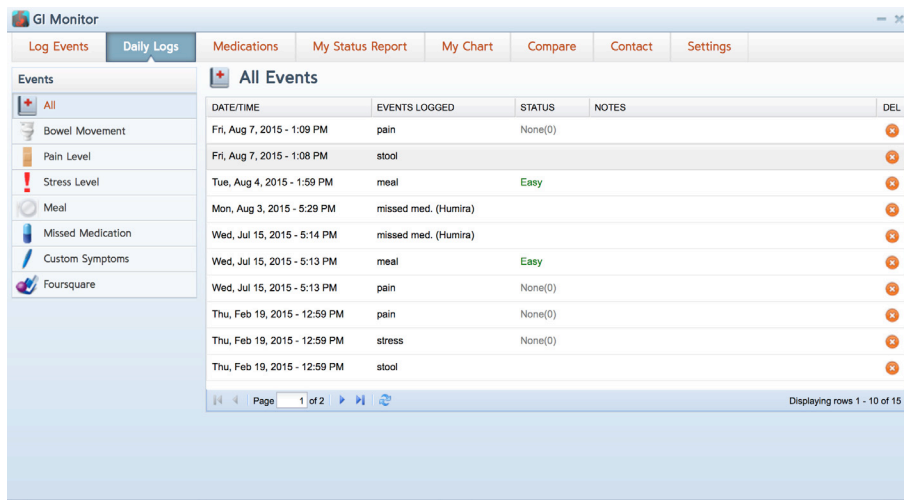 GI Monitor
Log Events Daily Logs Medications My Status Report My Chart Compare Contact Settings
Events
All
Bowel Movement
Pain Level
Stress Level
Meal
Missed Medication
Custom Symptoms
Foursquare
All Events
DATE/TIME EVENTS LOGGED STATUS NOTES DEL
Fri, Aug 7, 2015 - 1:09 PM pain None(0)
Fri, Aug 7, 2015 - 1:08 PM stool
Tue, Aug 4, 2015 - 1:59 PM meal Easy
Mon, Aug 3, 2015 - 5:29 PM missed med. (Humira)
Wed, Jul 15, 2015 - 5:14 PM missed med. (Humira)
Wed, Jul 15, 2015 - 5:13 PM meal Easy
Wed, Jul 15, 2015 - 5:13 PM pain None(0)
Thu, Feb 19, 2015 - 12:59 PM pain None(0)
Thu, Feb 19, 2015 - 12:59 PM stress None(0)
Thu, Feb 19, 2015 - 12:59 PM stool
Page 1 of 2 Displaying rows 1 - 10 of 15